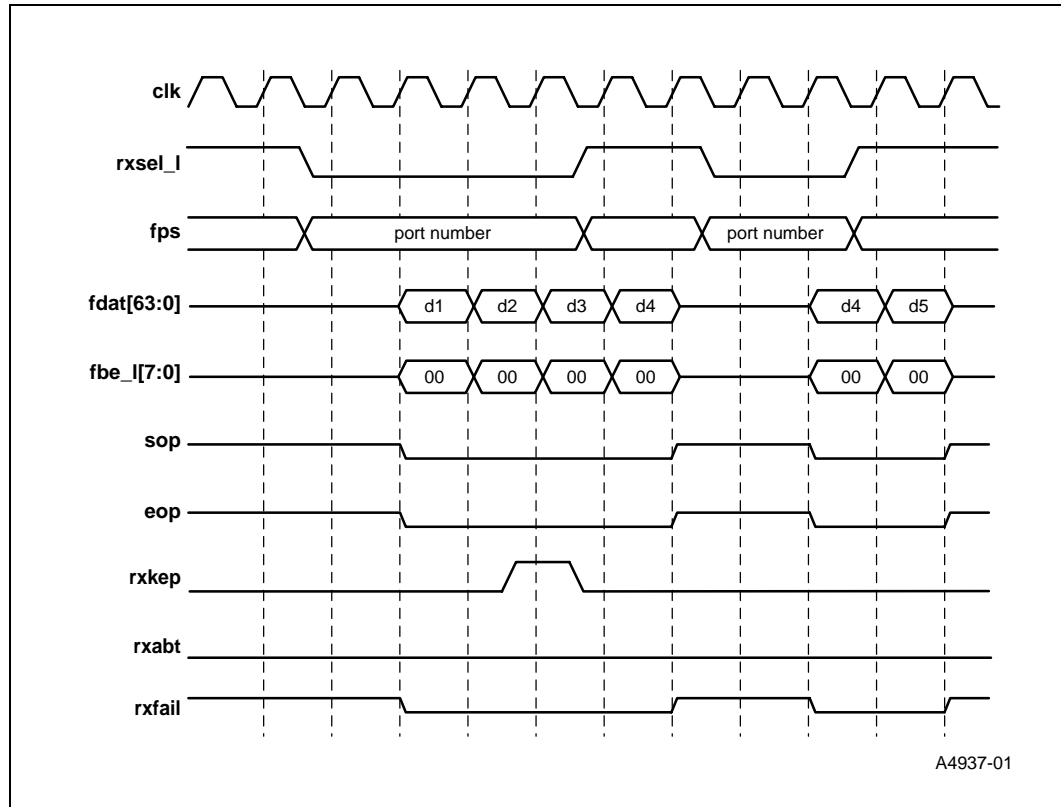 clk
rxsel_l
fps port number port number
fdat[63:0] d1 d2 d3 d4 d4 d5
fbe_l[7:0] 00 00 00 00 00 00
sop
eop
rxkep
rxabt
rxfail
A4937-01